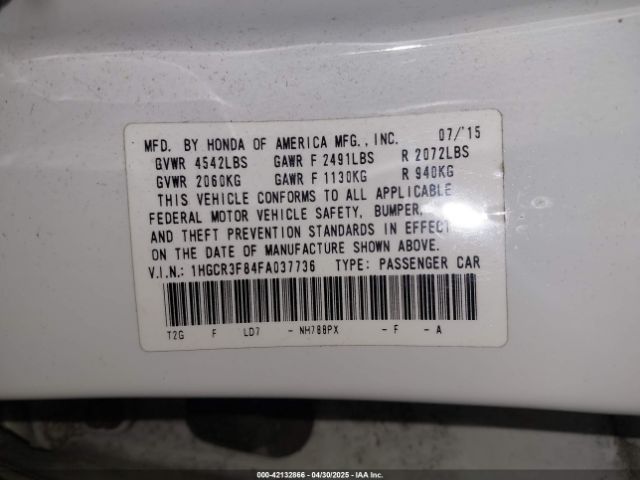 MFD. BY HONDA OF AMERICA MFG., INC. 07/'15
GVWR 4542LBS GAWR F 2491LBS R 2072LBS
GVWR 2060KG GAWR F 1130KG R 940KG
THIS VEHICLE CONFORMS TO ALL APPLICABLE
FEDERAL MOTOR VEHICLE SAFETY, BUMPER,
AND THEFT PREVENTION STANDARDS IN EFFECT
ON THE DATE OF MANUFACTURE SHOWN ABOVE.
V.I.N.: 1HGCR3F84FA037736 TYPE: PASSENGER CAR
T2G F LD7 - NH788PX - F - A
000-42132866 - 04/30/2025 - IAA Inc.